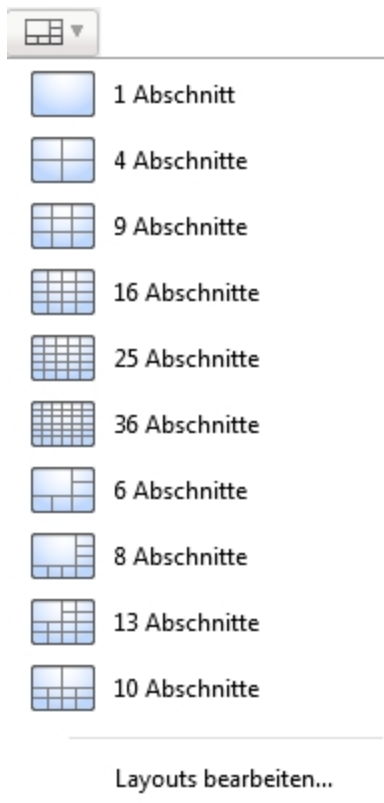 1 Abschnitt
4 Abschnitte
9 Abschnitte
16 Abschnitte
25 Abschnitte
36 Abschnitte
6 Abschnitte
8 Abschnitte
13 Abschnitte
10 Abschnitte
Layouts bearbeiten...